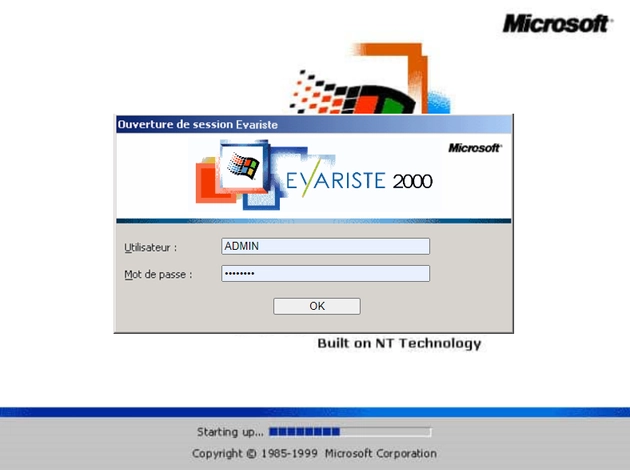 Microsoft
Ouverture de session Evariste
Microsoft
EVARISTE 2000
Utilisateur :
ADMIN
Mot de passe :
••••••••
OK
Built on NT Technology
Starting up...
Copyright © 1985-1999 Microsoft Corporation